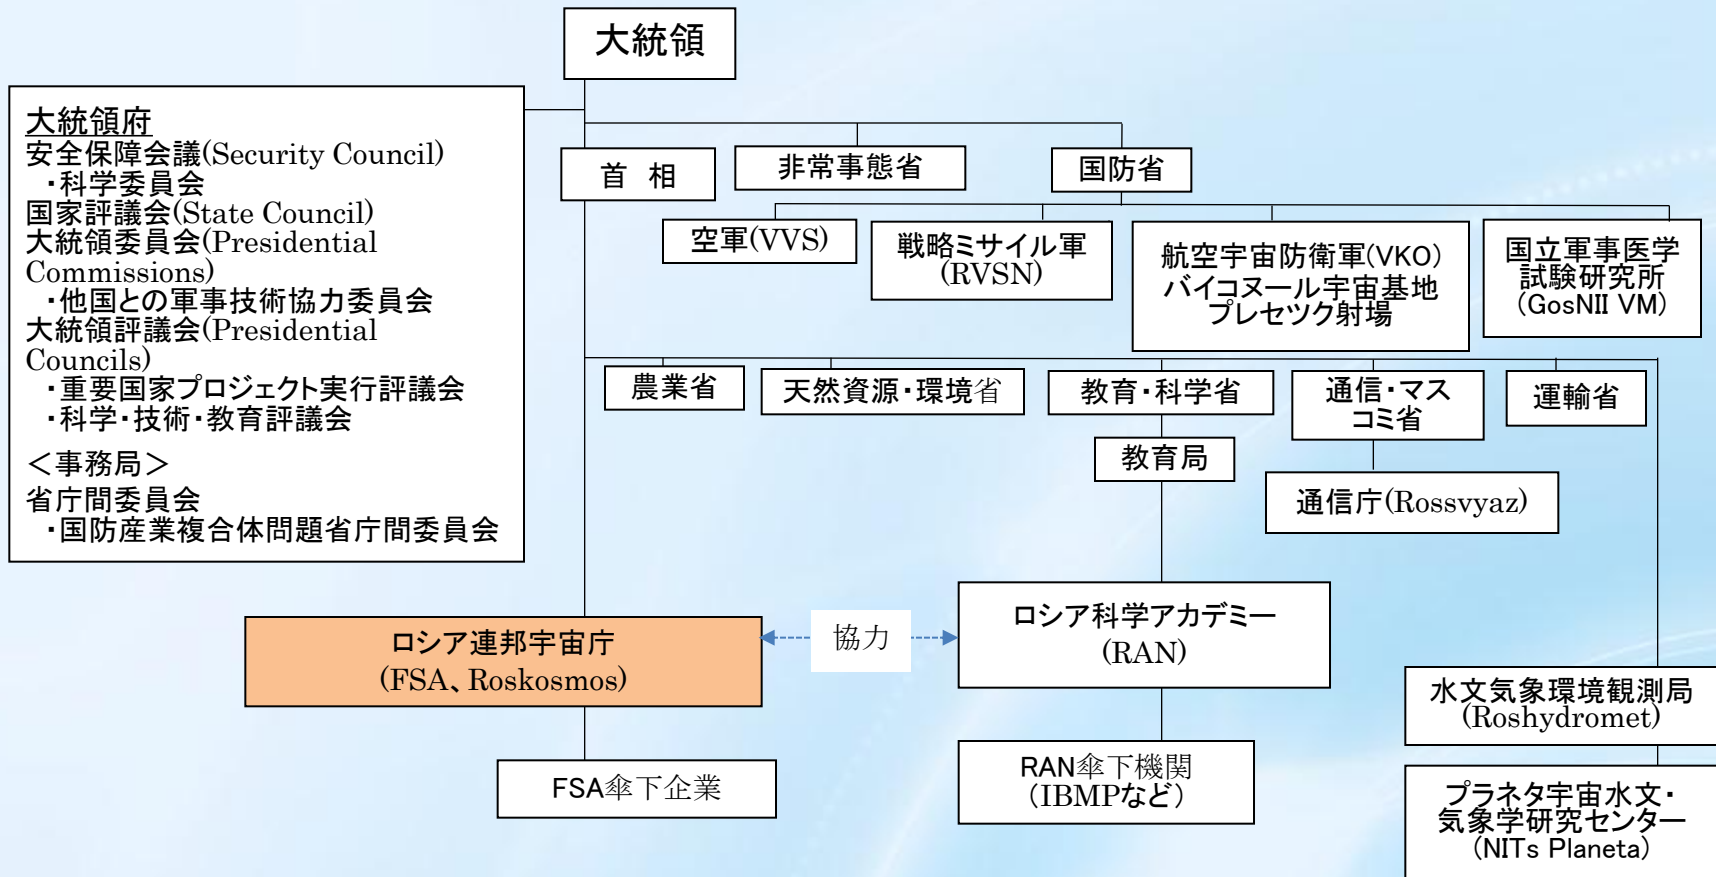 大統領
大統領府
安全保障会議(Security Council)
・科学委員会
国家評議会(State Council)
大統領委員会(Presidential
Commissions)
・他国との軍事技術協力委員会
大統領評議会(Presidential
Councils)
・重要国家プロジェクト実行評議会
・科学・技術・教育評議会
＜事務局＞
省庁間委員会
・国防産業複合体問題省庁間委員会
首 相
非常事態省
国防省
空軍(VVS)
戦略ミサイル軍
(RVSN)
航空宇宙防衛軍(VKO)
バイコヌール宇宙基地
プレセツク射場
国立軍事医学
試験研究所
(GosNII VM)
農業省
天然資源・環境省
教育・科学省
通信・マス
コミ省
運輸省
教育局
通信庁(Rossvyaz)
ロシア連邦宇宙庁
(FSA、Roskosmos)
協力
ロシア科学アカデミー
(RAN)
水文気象環境観測局
(Roshydromet)
FSA傘下企業
RAN傘下機関
（IBMPなど）
プラネタ宇宙水文・
気象学研究センター
(NITs Planeta)